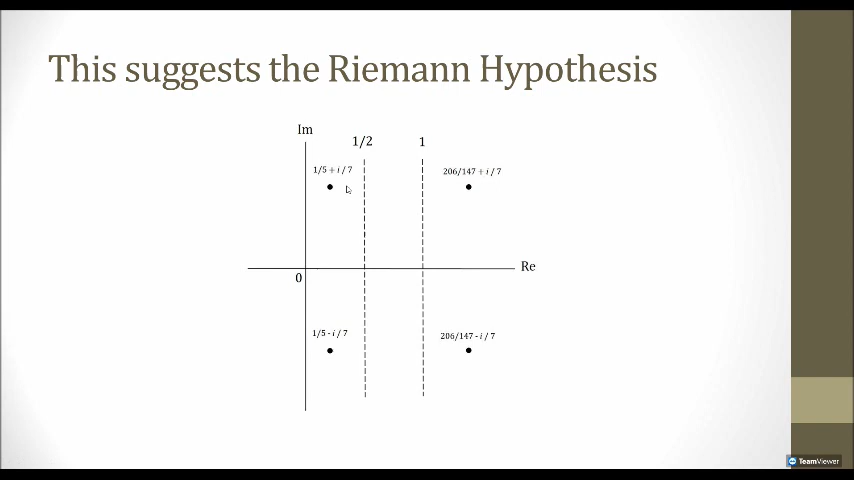 This suggests the Riemann Hypothesis
Im
1/2
1
1/5 + i / 7
206/147 + i / 7
Re
0
1/5 - i / 7
206/147 - i / 7
TeamViewer